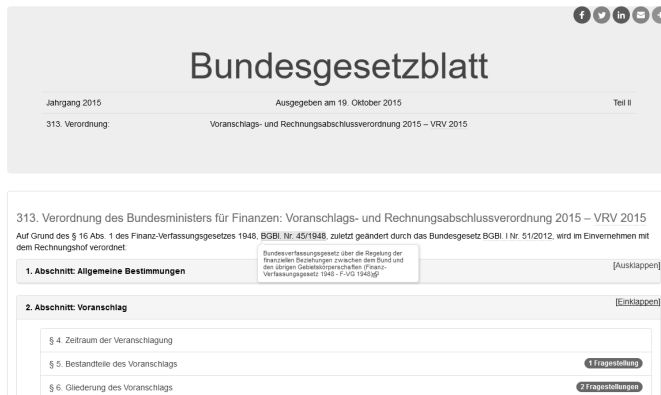 Bundesgesetzblatt
Jahrgang 2015 Ausgegeben am 19. Oktober 2015 Teil II
313. Verordnung: Voranschlags- und Rechnungsabschlussverordnung 2015 – VRV 2015
313. Verordnung des Bundesministers für Finanzen: Voranschlags- und Rechnungsabschlussverordnung 2015 – VRV 2015
Auf Grund des § 16 Abs. 1 des Finanz-Verfassungsgesetzes 1948, BGBl. Nr. 45/1948, zuletzt geändert durch das Bundesgesetz BGBl. I Nr. 51/2012, wird im Einvernehmen mit
dem Rechnungshof verordnet:
Bundesverfassungsgesetz über die Regelung der
finanziellen Beziehungen zwischen dem Bund und
den übrigen Gebietskörperschaften (Finanz-
Verfassungsgesetz 1948 - F-VG 1948)
1. Abschnitt: Allgemeine Bestimmungen [Ausklappen]
2. Abschnitt: Voranschlag [Einklappen]
§ 4. Zeitraum der Veranschlagung
§ 5. Bestandteile des Voranschlags 1 Fragestellung
§ 6. Gliederung des Voranschlags 2 Fragestellungen